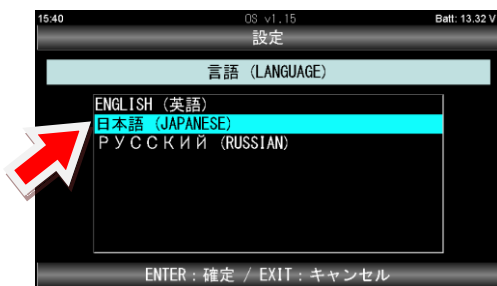 15:40 OS v1.15 Batt: 13.32 V
設定
言語 (LANGUAGE)
ENGLISH (英語)
日本語 (JAPANESE)
РУССКИЙ (RUSSIAN)
ENTER:確定 / EXIT:キャンセル